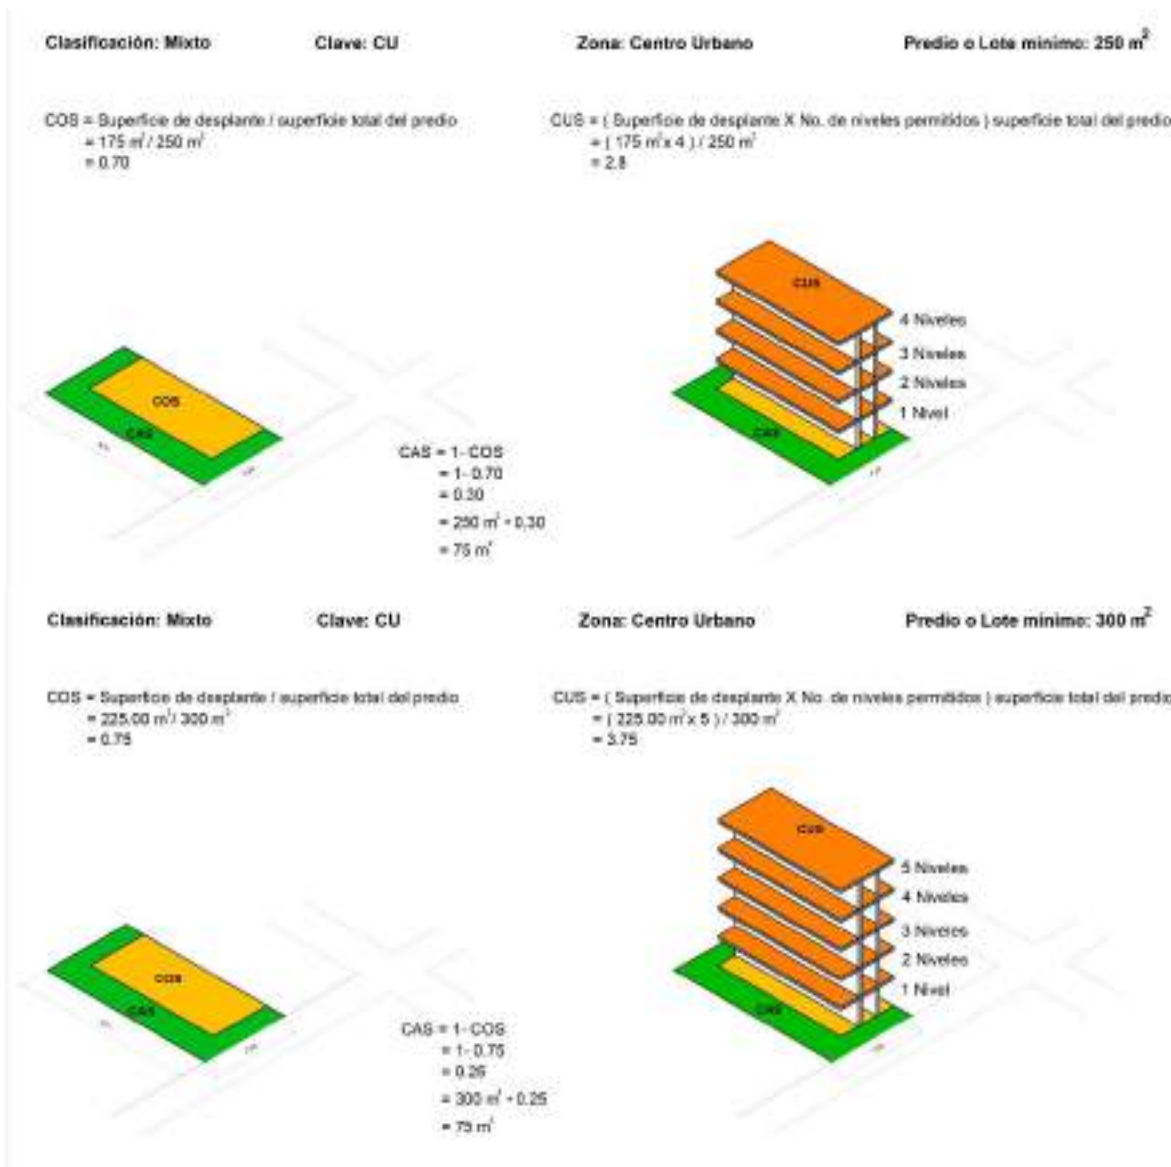 Clasificación: Mixto Clave: CU Zona: Centro Urbano Predio o Lote mínimo: 250 m²
COS = Superficie de desplante / superficie total del predio
= 175 m² / 250 m²
= 0.70
CUS = ( Superficie de desplante X No. de niveles permitidos ) superficie total del predio
= ( 175 m² x 4 ) / 250 m²
= 2.8
COS
CAS
CAS = 1- COS
= 1- 0.70
= 0.30
= 250 m² * 0.30
= 75 m²
CUS
4 Niveles
3 Niveles
2 Niveles
1 Nivel
CAS
Clasificación: Mixto Clave: CU Zona: Centro Urbano Predio o Lote mínimo: 300 m²
COS = Superficie de desplante / superficie total del predio
= 225.00 m² / 300 m²
= 0.75
CUS = ( Superficie de desplante X No. de niveles permitidos ) superficie total del predio
= ( 225.00 m² x 5 ) / 300 m²
= 3.75
COS
CAS
CAS = 1- COS
= 1- 0.75
= 0.25
= 300 m² * 0.25
= 75 m²
CUS
5 Niveles
4 Niveles
3 Niveles
2 Niveles
1 Nivel
CAS